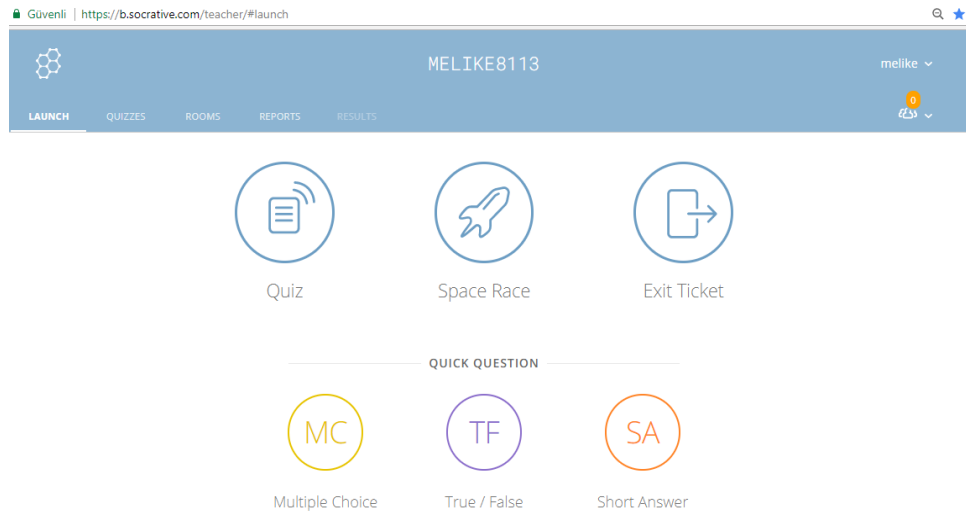 Güvenli | https://b.socrative.com/teacher/#launch
MELIKE8113
melike
LAUNCH QUIZZES ROOMS REPORTS RESULTS
0
Quiz Space Race Exit Ticket
QUICK QUESTION
MC TF SA
Multiple Choice True / False Short Answer